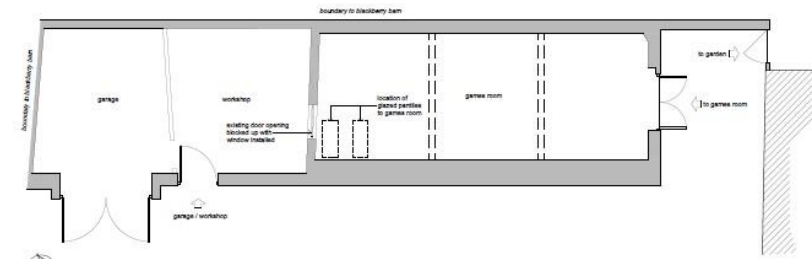 boundary to blackberry barn
boundary to blackberry barn
to garden
garage
workshop
location of
glazed pantiles
to games room
games room
to games room
existing door opening
blocked up with
window installed
garage / workshop